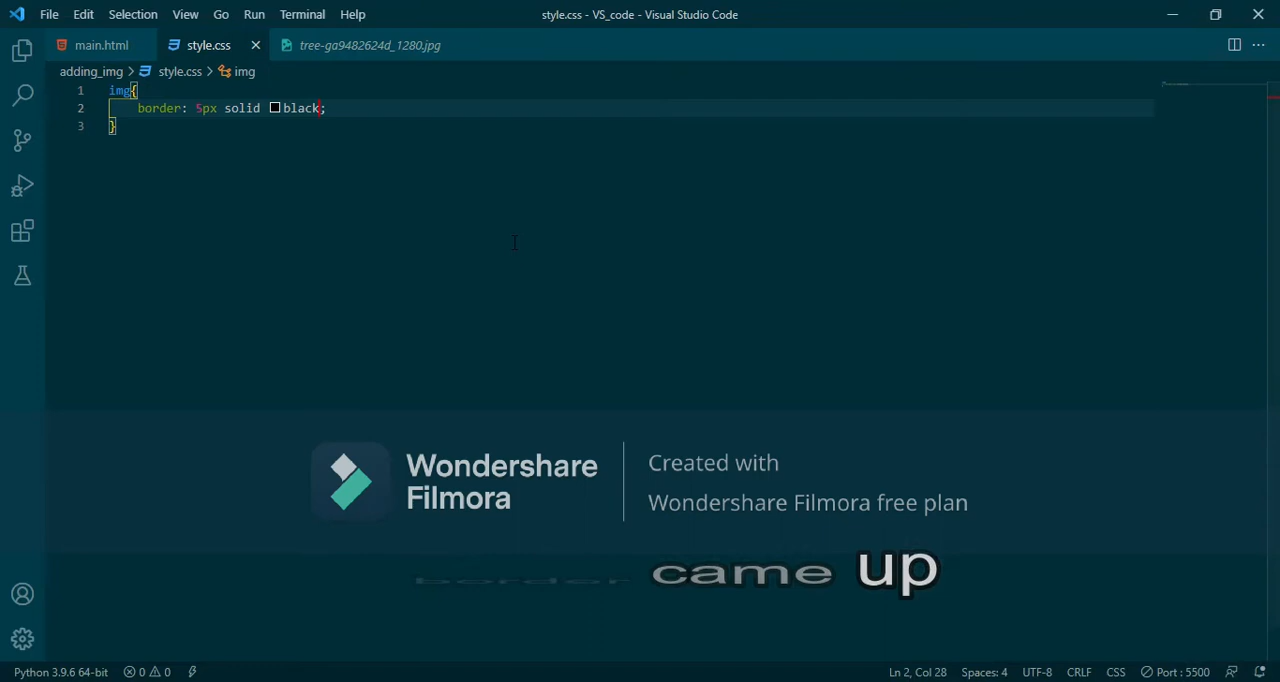 File Edit Selection View Go Run Terminal Help style.css - VS_code - Visual Studio Code
main.html style.css tree-ga9482624d_1280.jpg
adding_img > style.css > img
1 img{
2 border: 5px solid black;
3 }
Wondershare Filmora
Created with
Wondershare Filmora free plan
border came up
Python 3.9.6 64-bit 0 0 Ln 2, Col 28 Spaces: 4 UTF-8 CRLF CSS Port : 5500